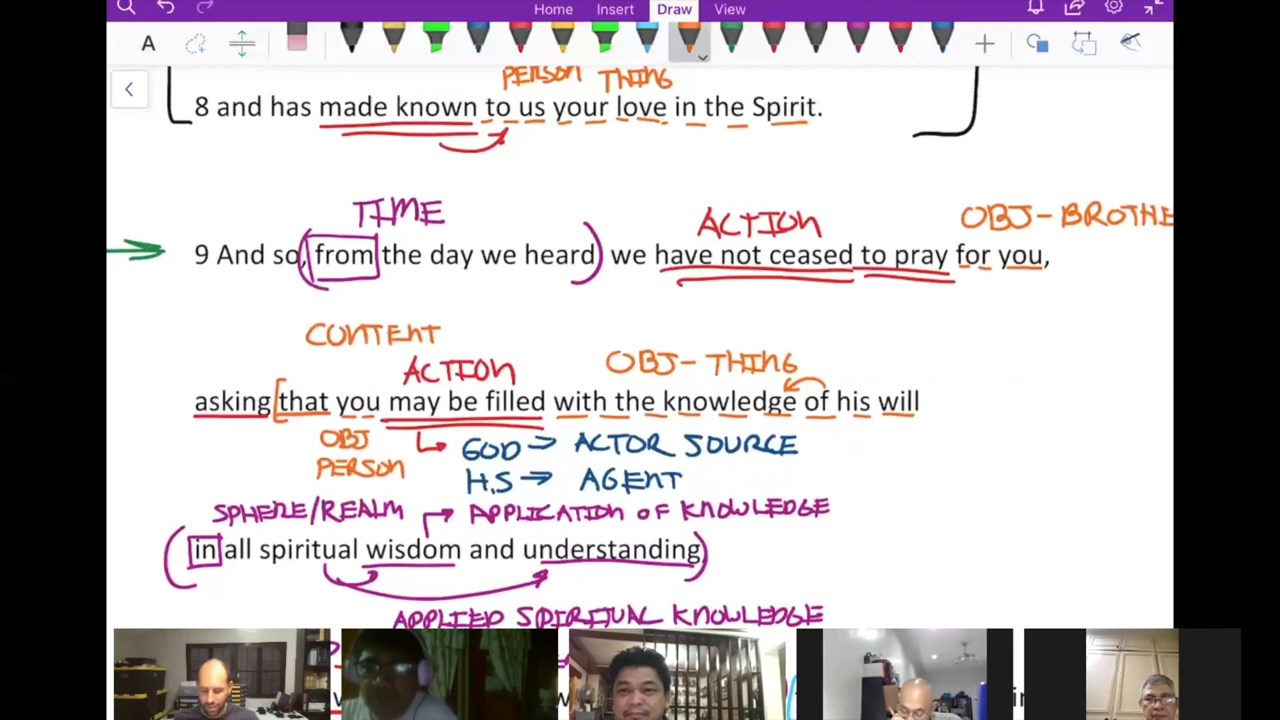 Home Insert Draw View
A
PERSON THING
8 and has made known to us your love in the Spirit.
TIME
ACTION
OBJ-BROTHE
9 And so, from the day we heard) we have not ceased to pray for you,
CONTENT
ACTION
OBJ-THING
asking [that you may be filled with the knowledge of his will
OBJ
PERSON
GOD → ACTOR SOURCE
H.S → AGENT
SPHERE/REALM → APPLICATION OF KNOWLEDGE
(in all spiritual wisdom and understanding)
APPLIED SPIRITUAL KNOWLEDGE